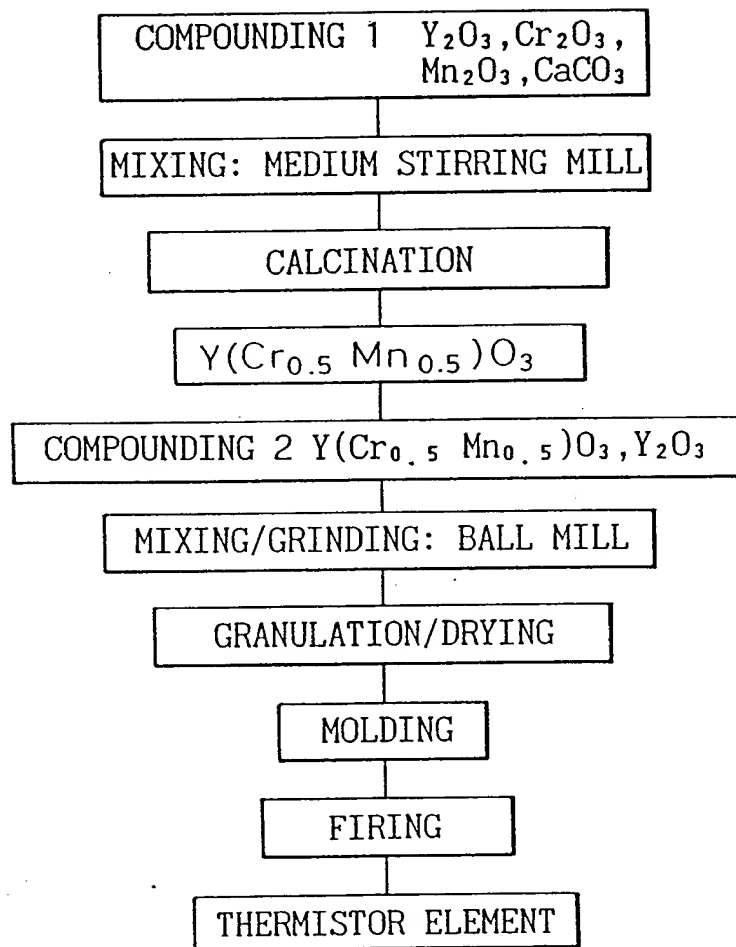 COMPOUNDING 1 Y₂O₃,Cr₂O₃,
Mn₂O₃,CaCO₃
MIXING: MEDIUM STIRRING MILL
CALCINATION
Y(Cr₀.₅ Mn₀.₅)O₃
COMPOUNDING 2 Y(Cr₀.₅ Mn₀.₅)O₃,Y₂O₃
MIXING/GRINDING: BALL MILL
GRANULATION/DRYING
MOLDING
FIRING
THERMISTOR ELEMENT